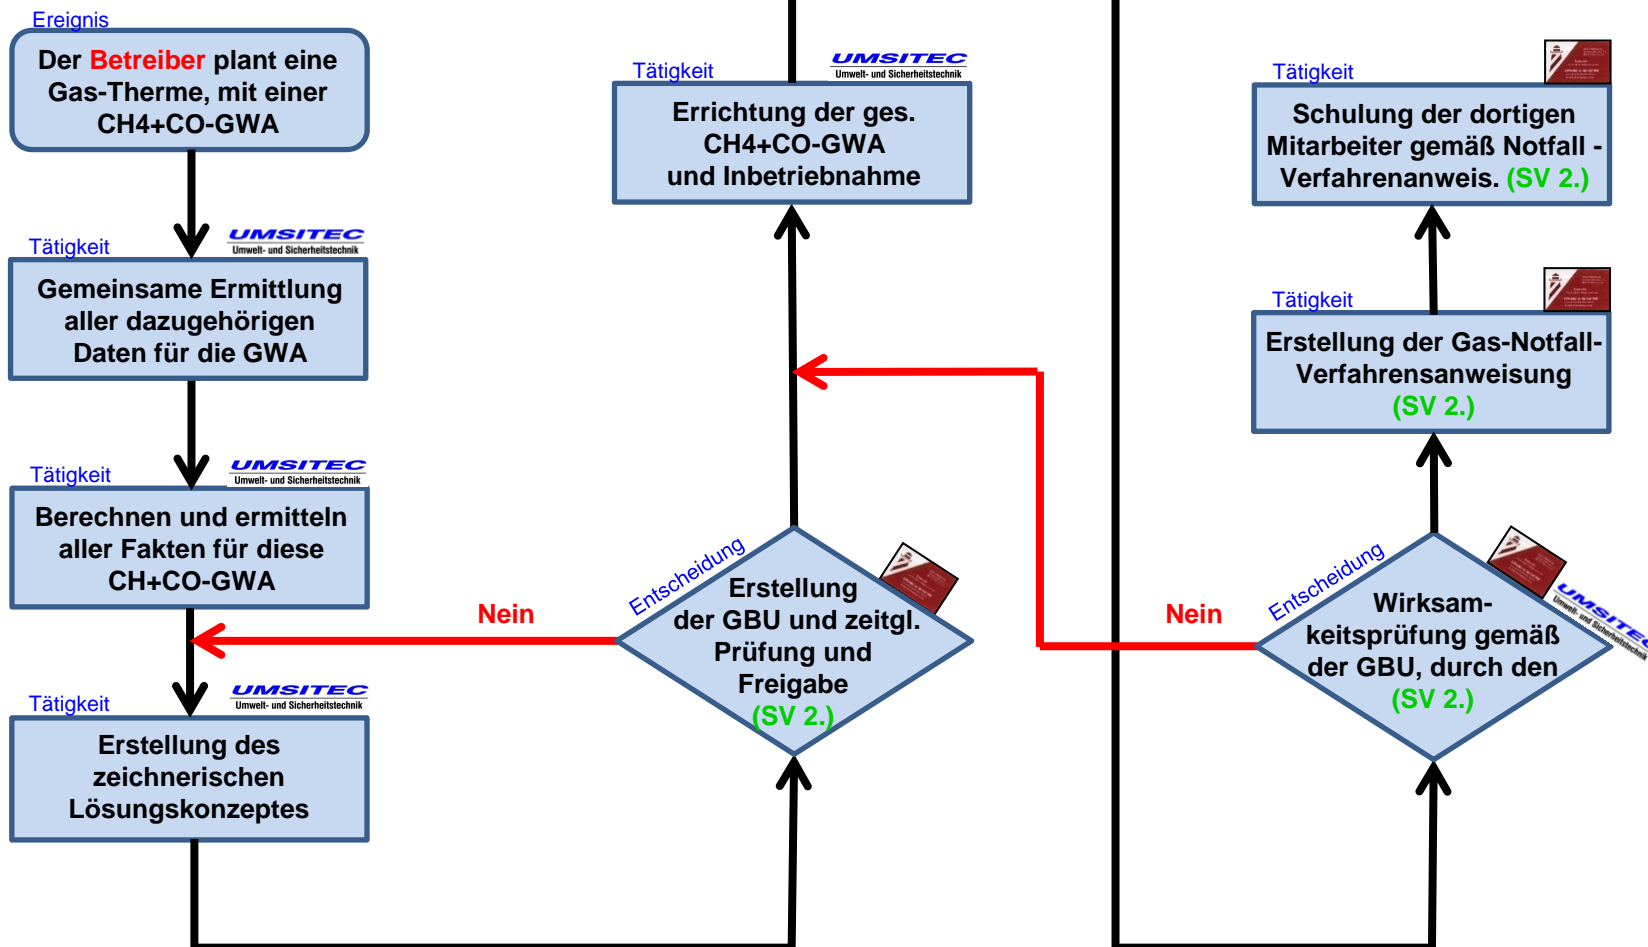 Ereignis
Der Betreiber plant eine
Gas-Therme, mit einer
CH4+CO-GWA
Tätigkeit
UMSITEC
Umwelt- und Sicherheitstechnik
Gemeinsame Ermittlung
aller dazugehörigen
Daten für die GWA
Tätigkeit
UMSITEC
Umwelt- und Sicherheitstechnik
Berechnen und ermitteln
aller Fakten für diese
CH+CO-GWA
Tätigkeit
UMSITEC
Umwelt- und Sicherheitstechnik
Erstellung des
zeichnerischen
Lösungskonzeptes
Nein
Entscheidung
Erstellung
der GBU und zeitgl.
Prüfung und
Freigabe
(SV 2.)
Tätigkeit
UMSITEC
Umwelt- und Sicherheitstechnik
Errichtung der ges.
CH4+CO-GWA
und Inbetriebnahme
Nein
Entscheidung
UMSITEC
Umwelt- und Sicherheitstechnik
Wirksam-
keitsprüfung gemäß
der GBU, durch den
(SV 2.)
Tätigkeit
Erstellung der Gas-Notfall-
Verfahrensanweisung
(SV 2.)
Tätigkeit
Schulung der dortigen
Mitarbeiter gemäß Notfall -
Verfahrenanweis. (SV 2.)